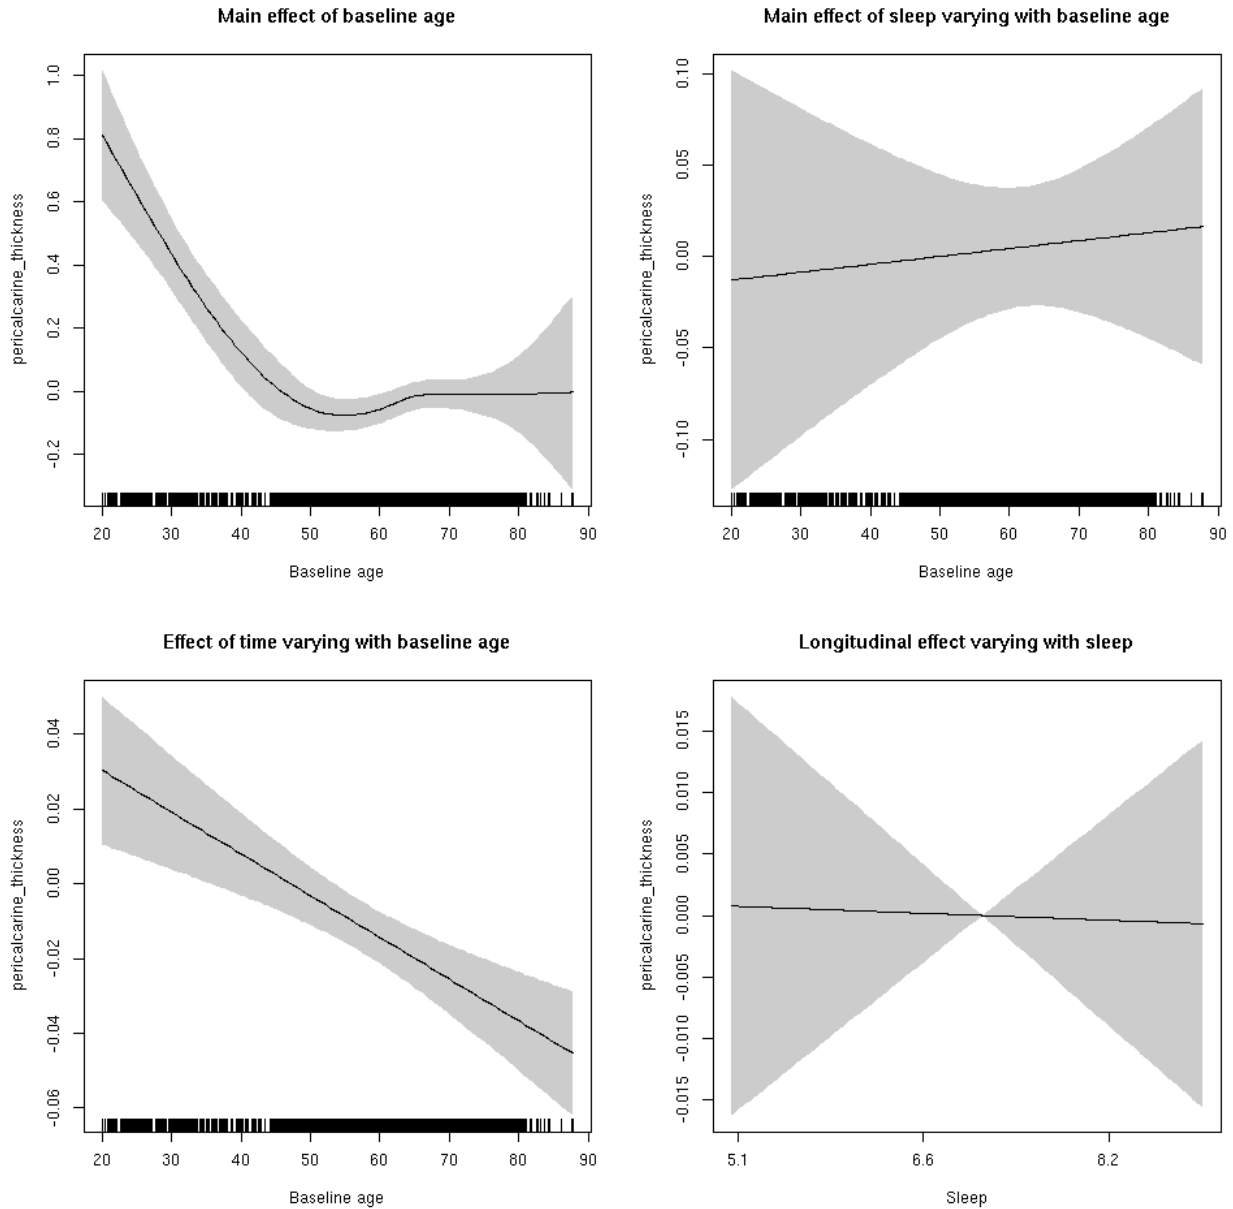 Main effect of baseline age
pericalcarine_thickness
1.0
0.8
0.6
0.4
0.2
0.0
-0.2
20 30 40 50 60 70 80 90
Baseline age
Main effect of sleep varying with baseline age
pericalcarine_thickness
0.10
0.05
0.00
-0.05
-0.10
20 30 40 50 60 70 80 90
Baseline age
Effect of time varying with baseline age
pericalcarine_thickness
0.04
0.02
0.00
-0.02
-0.04
-0.06
20 30 40 50 60 70 80 90
Baseline age
Longitudinal effect varying with sleep
pericalcarine_thickness
0.015
0.010
0.005
0.000
-0.005
-0.010
-0.015
5.1 6.6 8.2
Sleep